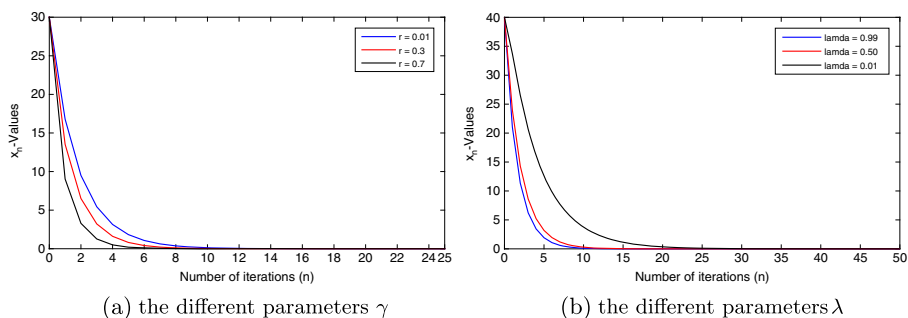 30
25
20
15
10
5
0
x_n-Values
r = 0.01
r = 0.3
r = 0.7
0 2 4 6 8 10 12 14 16 18 20 22 24 25
Number of iterations (n)
(a) the different parameters γ
40
35
30
25
20
15
10
5
0
x_n-Values
lamda = 0.99
lamda = 0.50
lamda = 0.01
0 5 10 15 20 25 30 35 40 45 50
Number of iterations (n)
(b) the different parameters λ